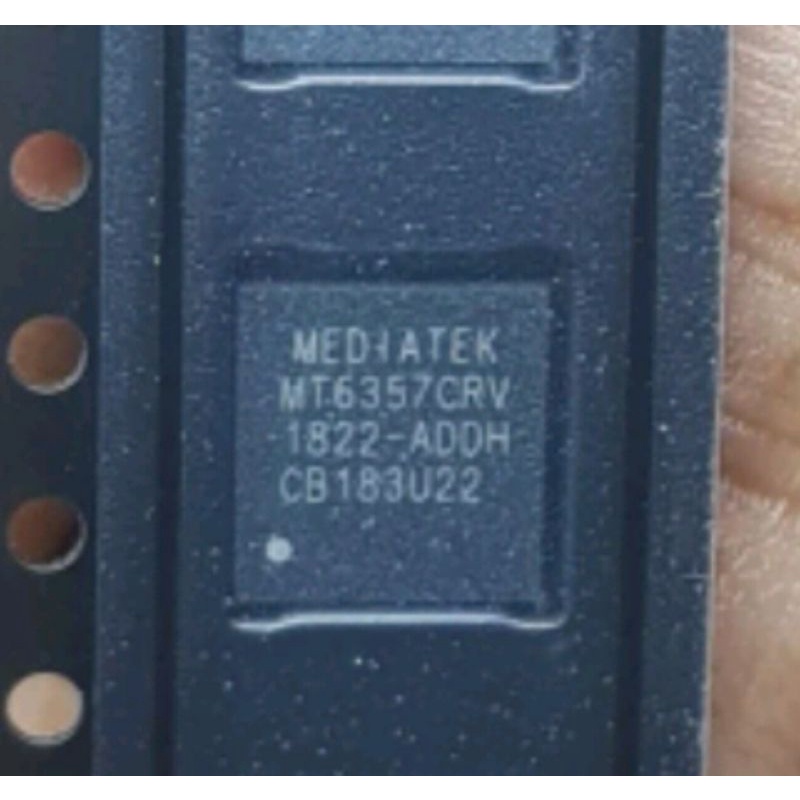 MEDIATEK
MT6357CRV
1822-ADDH
CB183U22